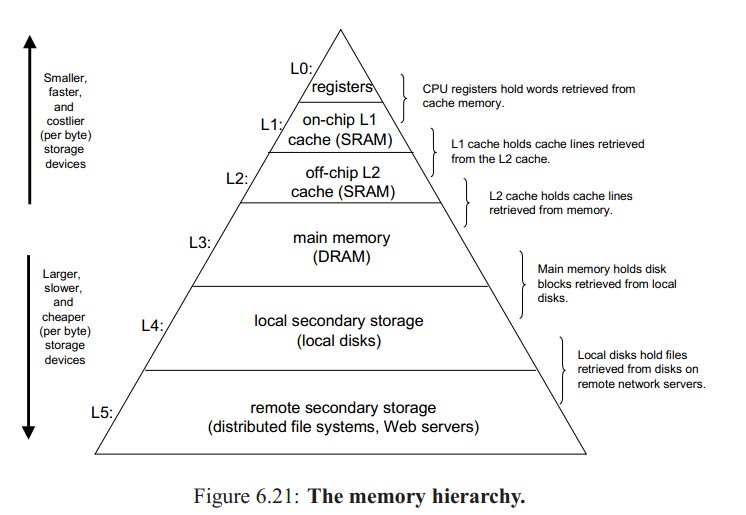 L0:
registers
CPU registers hold words retrieved from
cache memory.
Smaller,
faster,
and
costlier
(per byte)
storage
devices
L1:
on-chip L1
cache (SRAM)
L1 cache holds cache lines retrieved
from the L2 cache.
L2:
off-chip L2
cache (SRAM)
L2 cache holds cache lines
retrieved from memory.
L3:
main memory
(DRAM)
Main memory holds disk
blocks retrieved from local
disks.
Larger,
slower,
and
cheaper
(per byte)
storage
devices
L4:
local secondary storage
(local disks)
Local disks hold files
retrieved from disks on
remote network servers.
L5:
remote secondary storage
(distributed file systems, Web servers)
Figure 6.21: The memory hierarchy.